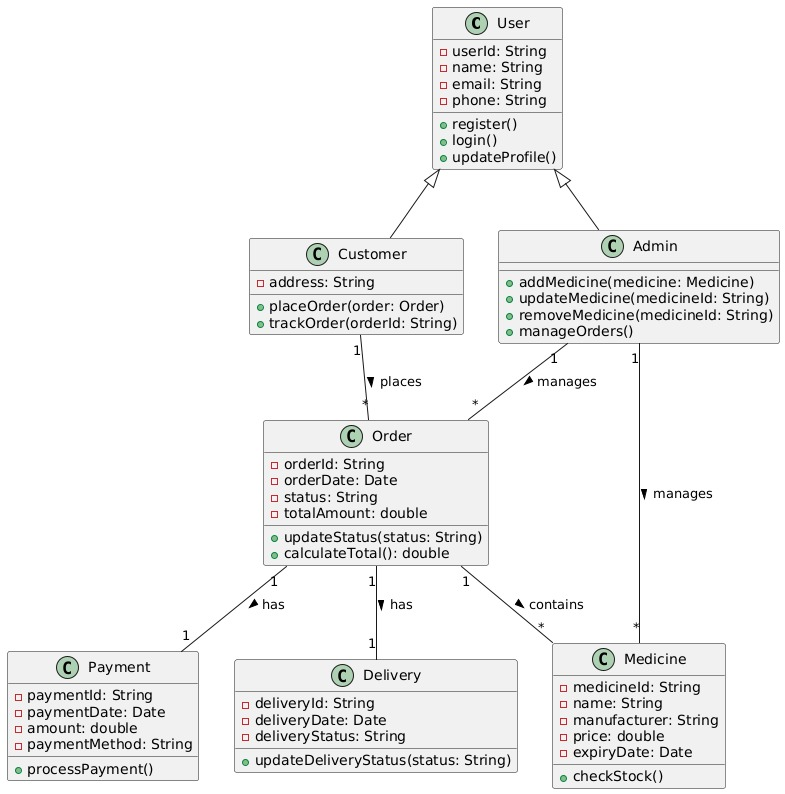 C User
userId: String
name: String
email: String
phone: String
register()
login()
updateProfile()
C Customer
address: String
placeOrder(order: Order)
trackOrder(orderId: String)
C Admin
addMedicine(medicine: Medicine)
updateMedicine(medicineId: String)
removeMedicine(medicineId: String)
manageOrders()
1
places
*
1
manages
*
1
manages
*
C Order
orderId: String
orderDate: Date
status: String
totalAmount: double
updateStatus(status: String)
calculateTotal(): double
1
has
1
1
has
1
1
contains
*
C Payment
paymentId: String
paymentDate: Date
amount: double
paymentMethod: String
processPayment()
C Delivery
deliveryId: String
deliveryDate: Date
deliveryStatus: String
updateDeliveryStatus(status: String)
C Medicine
medicineId: String
name: String
manufacturer: String
price: double
expiryDate: Date
checkStock()